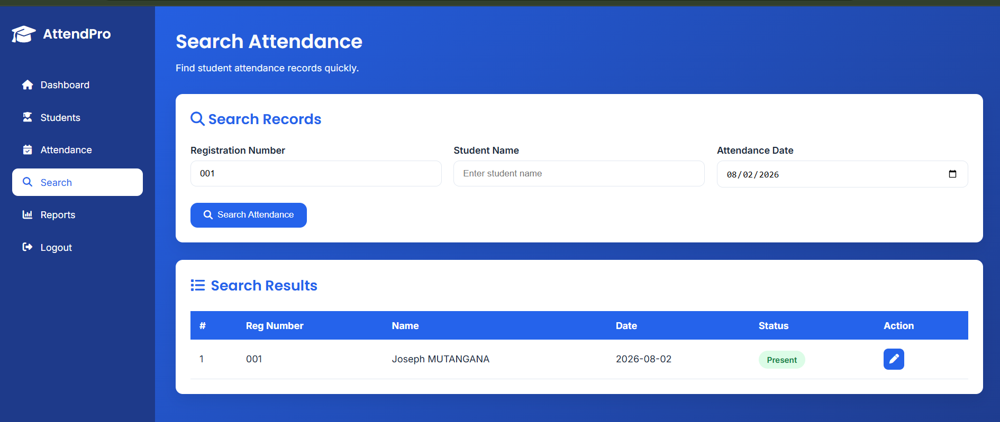 AttendPro
Dashboard
Students
Attendance
Search
Reports
Logout
Search Attendance
Find student attendance records quickly.
Search Records
Registration Number Student Name Attendance Date
001 Enter student name 08/02/2026
Search Attendance
Search Results
# Reg Number Name Date Status Action
1 001 Joseph MUTANGANA 2026-08-02 Present